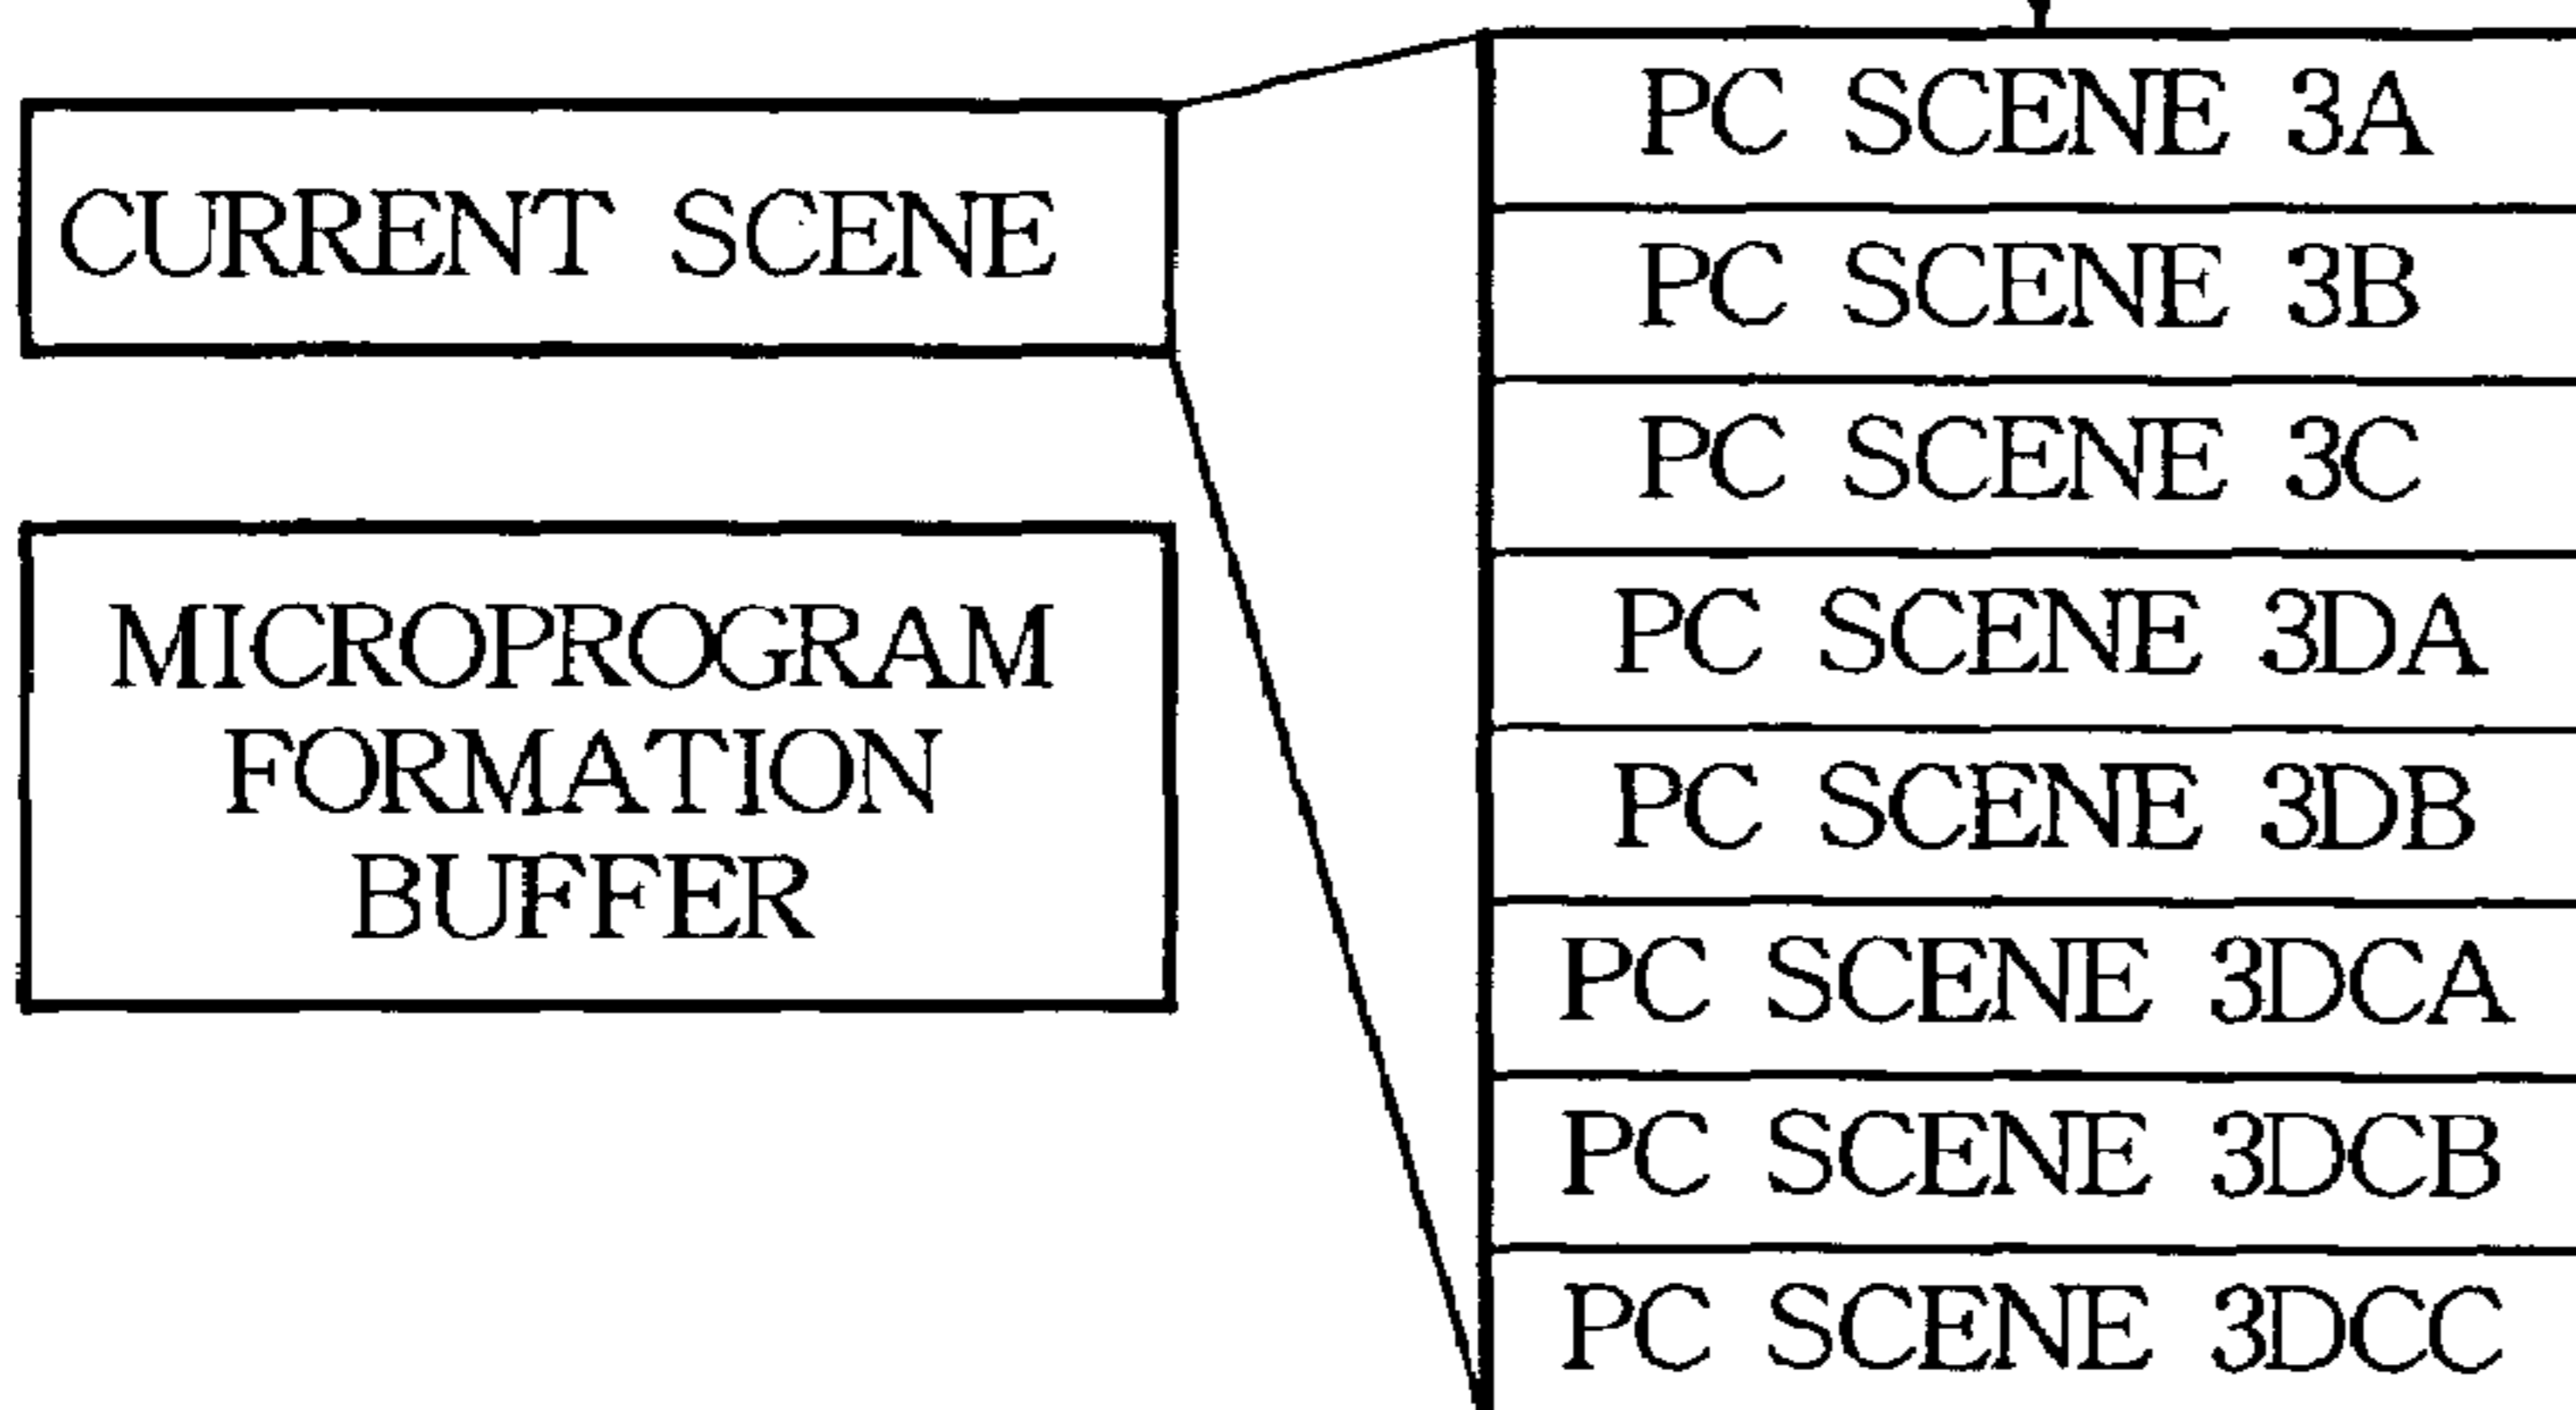 CURRENT SCENE
MICROPROGRAM
FORMATION
BUFFER
PC SCENE 3A
PC SCENE 3B
PC SCENE 3C
PC SCENE 3DA
PC SCENE 3DB
PC SCENE 3DCA
PC SCENE 3DCB
PC SCENE 3DCC